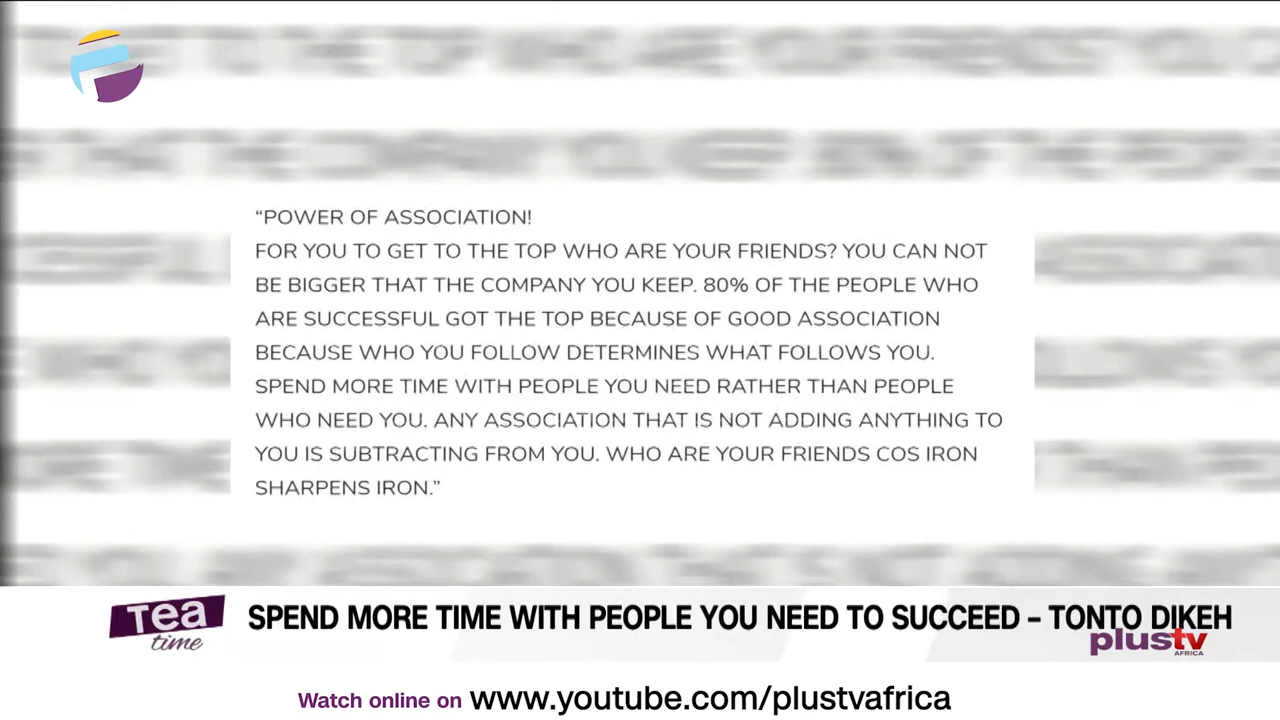 “POWER OF ASSOCIATION!
FOR YOU TO GET TO THE TOP WHO ARE YOUR FRIENDS? YOU CAN NOT
BE BIGGER THAT THE COMPANY YOU KEEP. 80% OF THE PEOPLE WHO
ARE SUCCESSFUL GOT THE TOP BECAUSE OF GOOD ASSOCIATION
BECAUSE WHO YOU FOLLOW DETERMINES WHAT FOLLOWS YOU.
SPEND MORE TIME WITH PEOPLE YOU NEED RATHER THAN PEOPLE
WHO NEED YOU. ANY ASSOCIATION THAT IS NOT ADDING ANYTHING TO
YOU IS SUBTRACTING FROM YOU. WHO ARE YOUR FRIENDS COS IRON
SHARPENS IRON.”
Tea
time
SPEND MORE TIME WITH PEOPLE YOU NEED TO SUCCEED – TONTO DIKEH
plustv
AFRICA
Watch online on www.youtube.com/plustvafrica